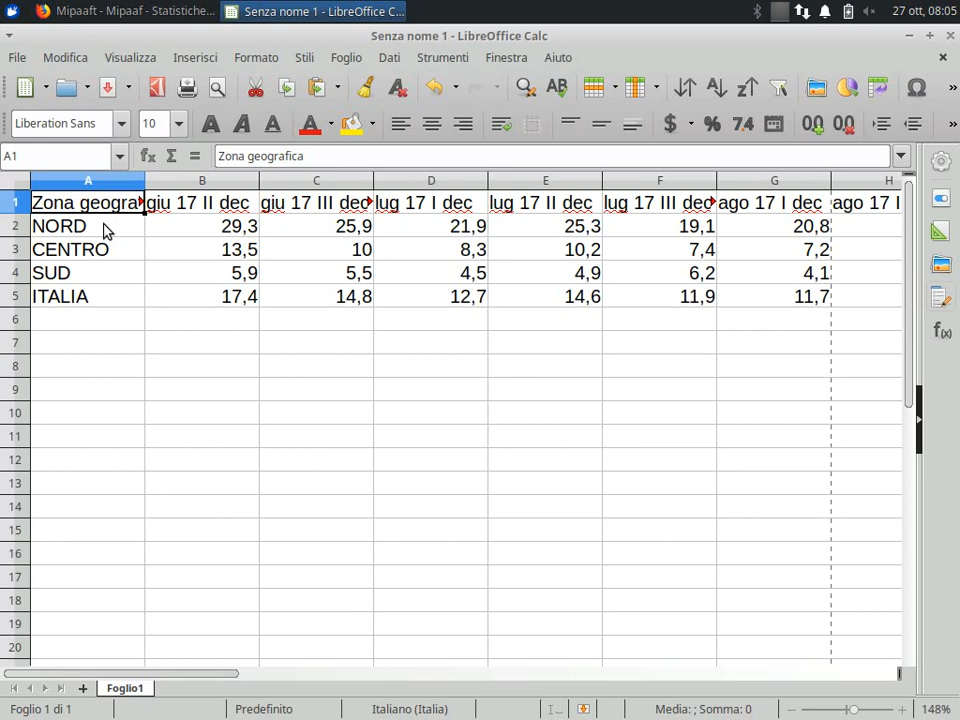 Mipaaft - Mipaaf - Statistiche...
Senza nome 1 - LibreOffice C...
27 ott, 08:05
Senza nome 1 - LibreOffice Calc
File Modifica Visualizza Inserisci Formato Stili Foglio Dati Strumenti Finestra Aiuto
Liberation Sans 10
A1 Zona geografica
A B C D E F G H
1 Zona geogra giu 17 II dec giu 17 III dec lug 17 I dec lug 17 II dec lug 17 III dec ago 17 I dec ago 17 I
2 NORD 29,3 25,9 21,9 25,3 19,1 20,8
3 CENTRO 13,5 10 8,3 10,2 7,4 7,2
4 SUD 5,9 5,5 4,5 4,9 6,2 4,1
5 ITALIA 17,4 14,8 12,7 14,6 11,9 11,7
6
7
8
9
10
11
12
13
14
15
16
17
18
19
20
Foglio1
Foglio 1 di 1 Predefinito Italiano (Italia) Media: ; Somma: 0 148%